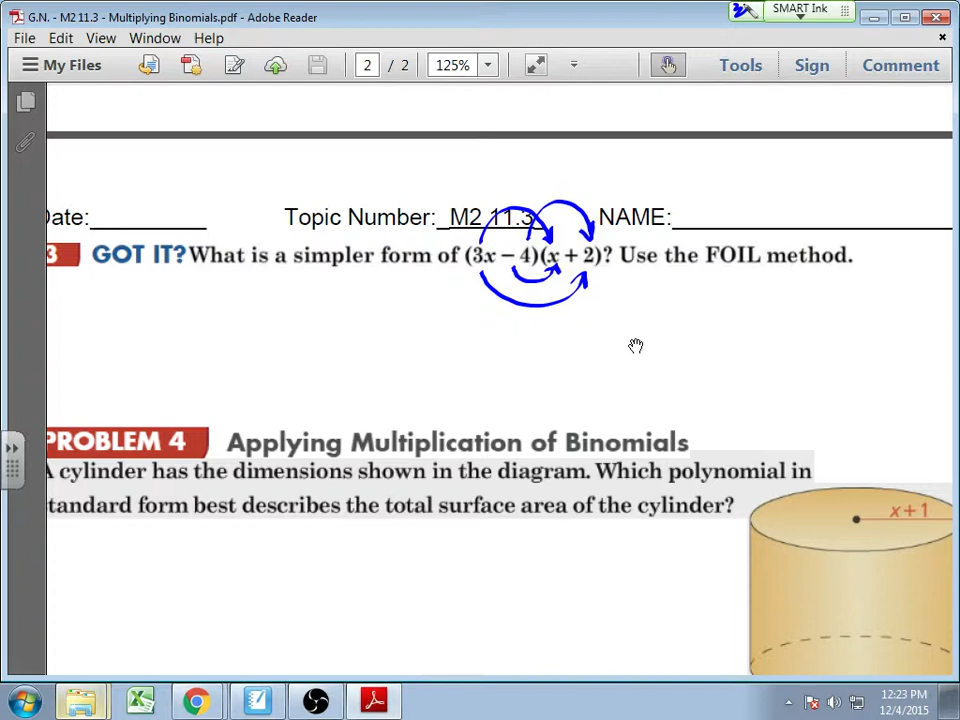 G.N. - M2 11.3 - Multiplying Binomials.pdf - Adobe Reader
SMART Ink
File Edit View Window Help
My Files 2 / 2 125% Tools Sign Comment
Date:_________ Topic Number:_M2 11.3_ NAME:____________________
3 GOT IT? What is a simpler form of (3x − 4)(x + 2)? Use the FOIL method.
PROBLEM 4 Applying Multiplication of Binomials
A cylinder has the dimensions shown in the diagram. Which polynomial in
standard form best describes the total surface area of the cylinder?
x + 1
12:23 PM
12/4/2015